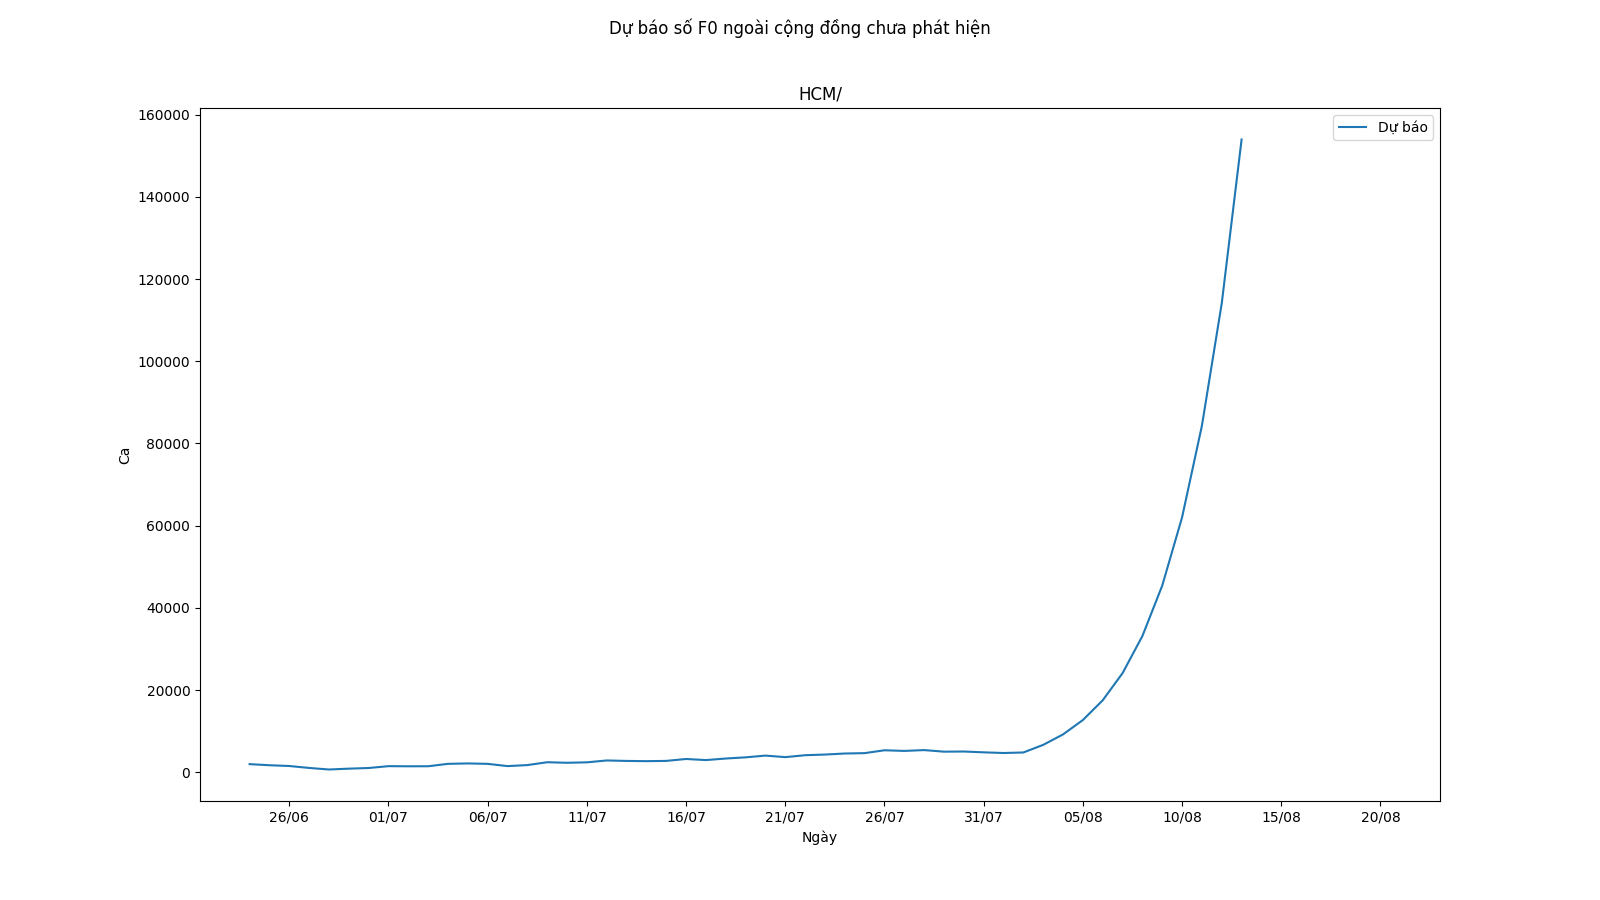 Dự báo số F0 ngoài cộng đồng chưa phát hiện
HCM/
Dự báo
160000
140000
120000
100000
80000
60000
40000
20000
0
Ca
26/06 01/07 06/07 11/07 16/07 21/07 26/07 31/07 05/08 10/08 15/08 20/08
Ngày